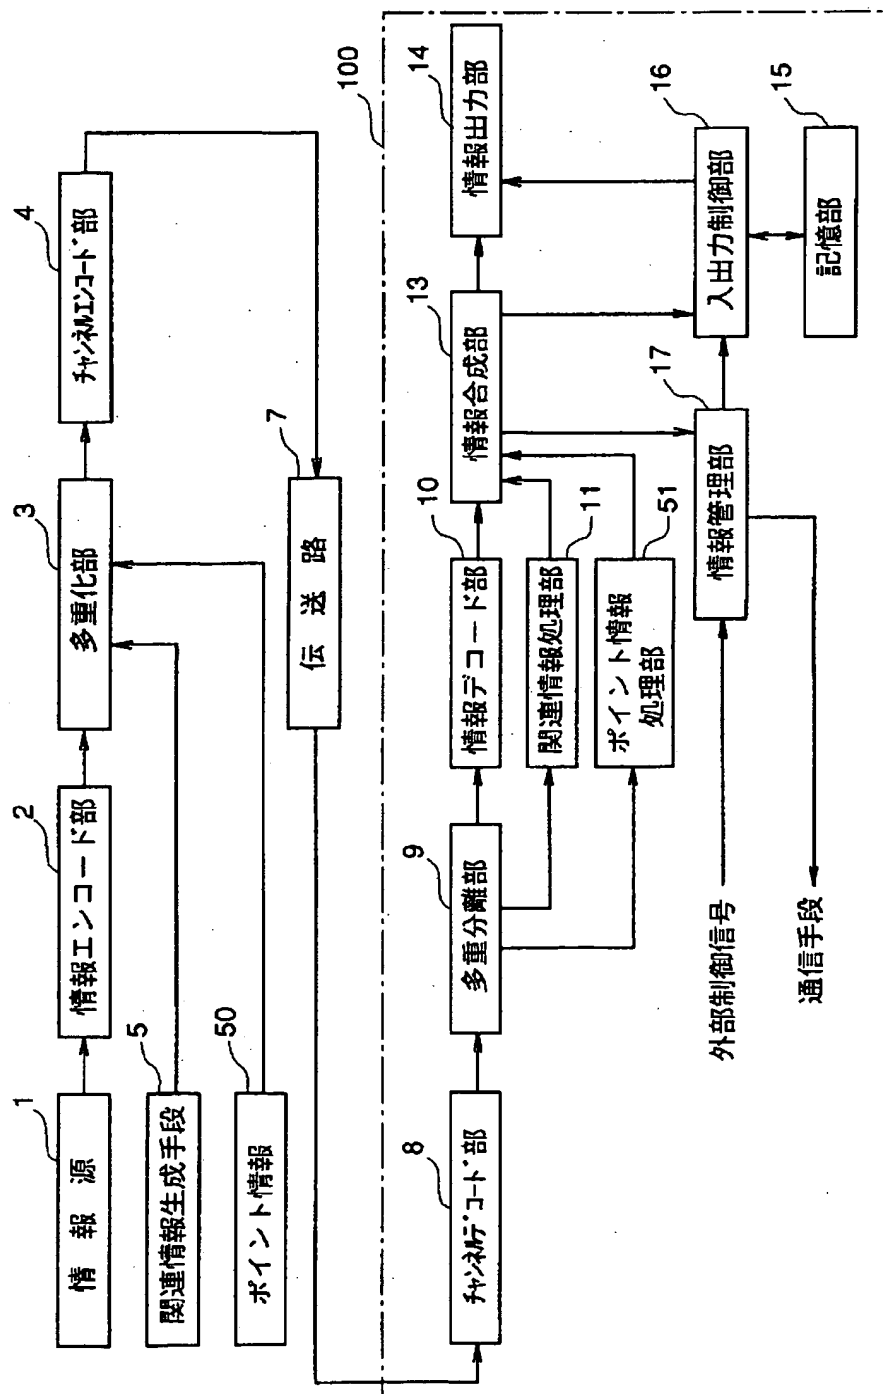 1
情報源
2
情報エンコード部
3
多重化部
4
チャンネルエンコード部
5
関連情報生成手段
50
ポイント情報
7
伝送路
100
8
チャンネルデコード部
9
多重分離部
10
情報デコード部
13
情報合成部
14
情報出力部
関連情報処理部
11
ポイント情報
処理部
51
外部制御信号
通信手段
17
情報管理部
16
入出力制御部
15
記憶部